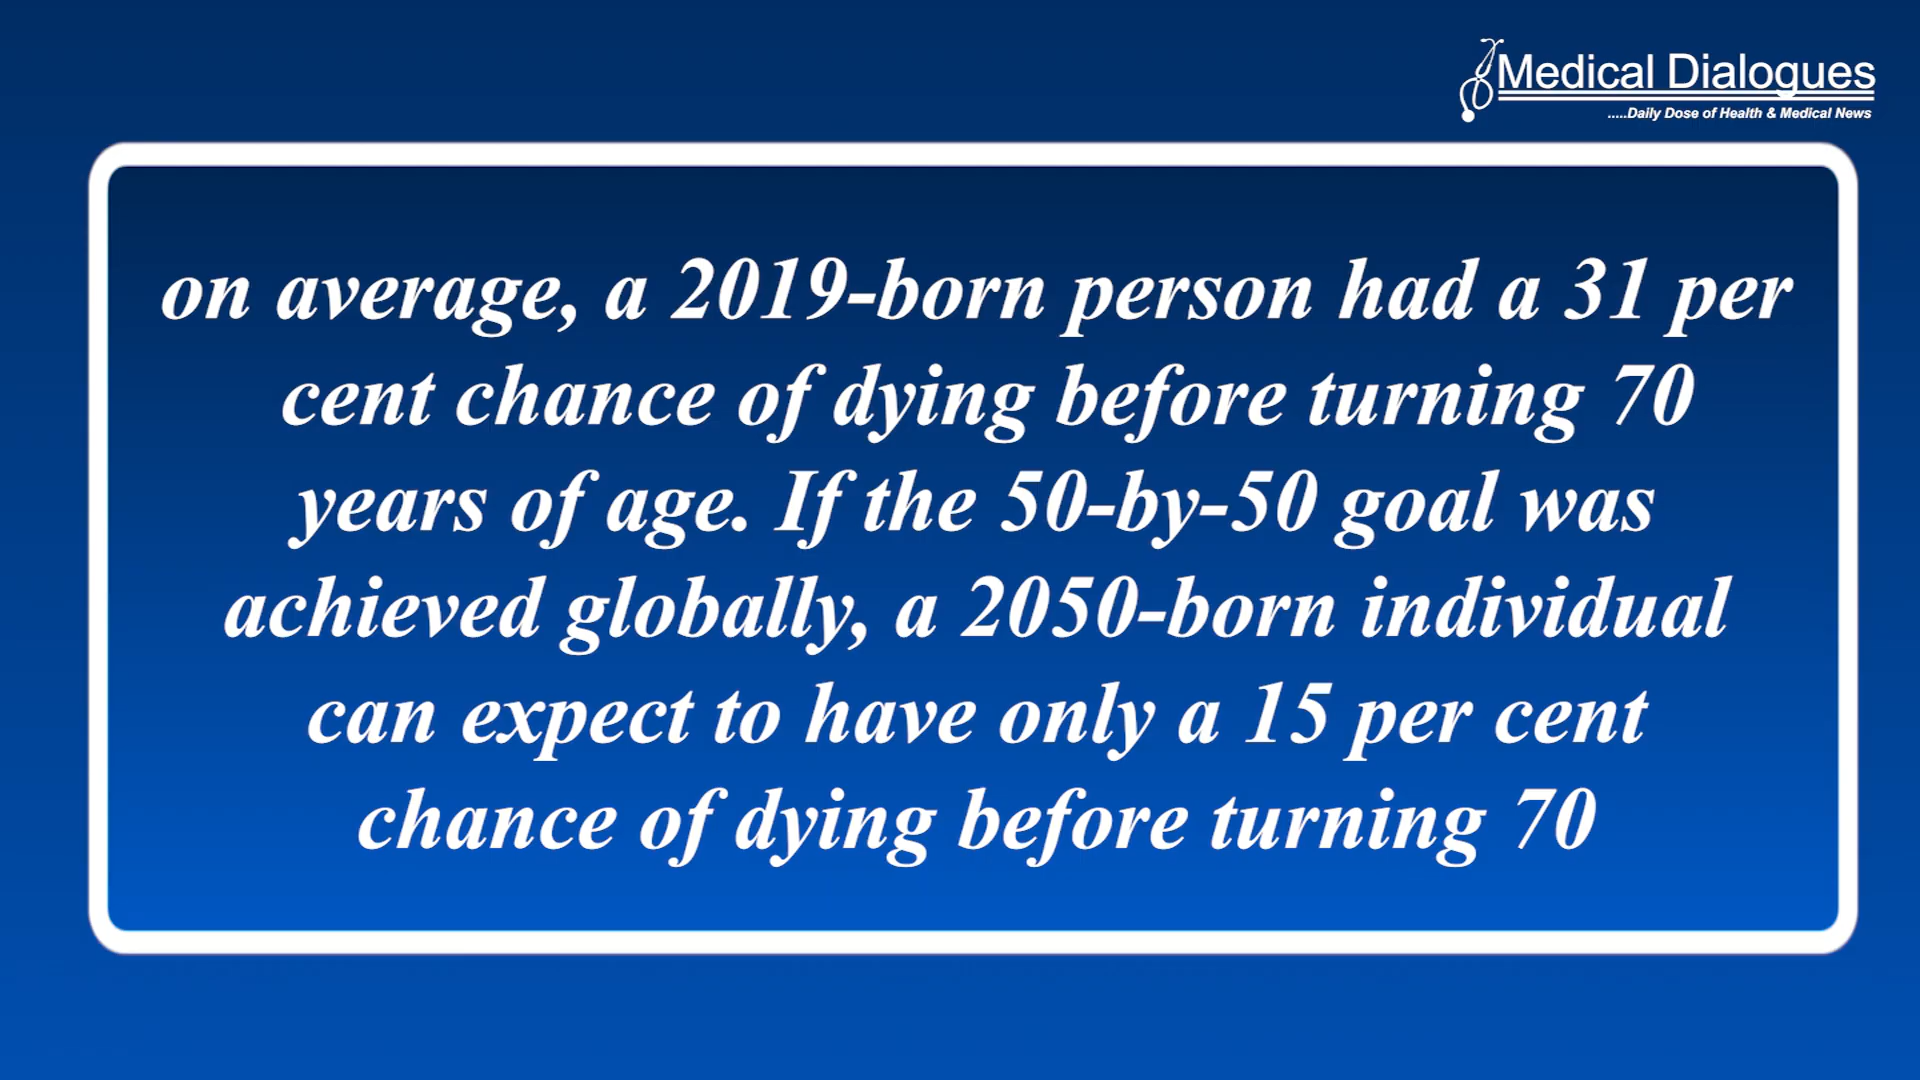 Medical Dialogues
.....Daily Dose of Health & Medical News
on average, a 2019-born person had a 31 per
cent chance of dying before turning 70
years of age. If the 50-by-50 goal was
achieved globally, a 2050-born individual
can expect to have only a 15 per cent
chance of dying before turning 70